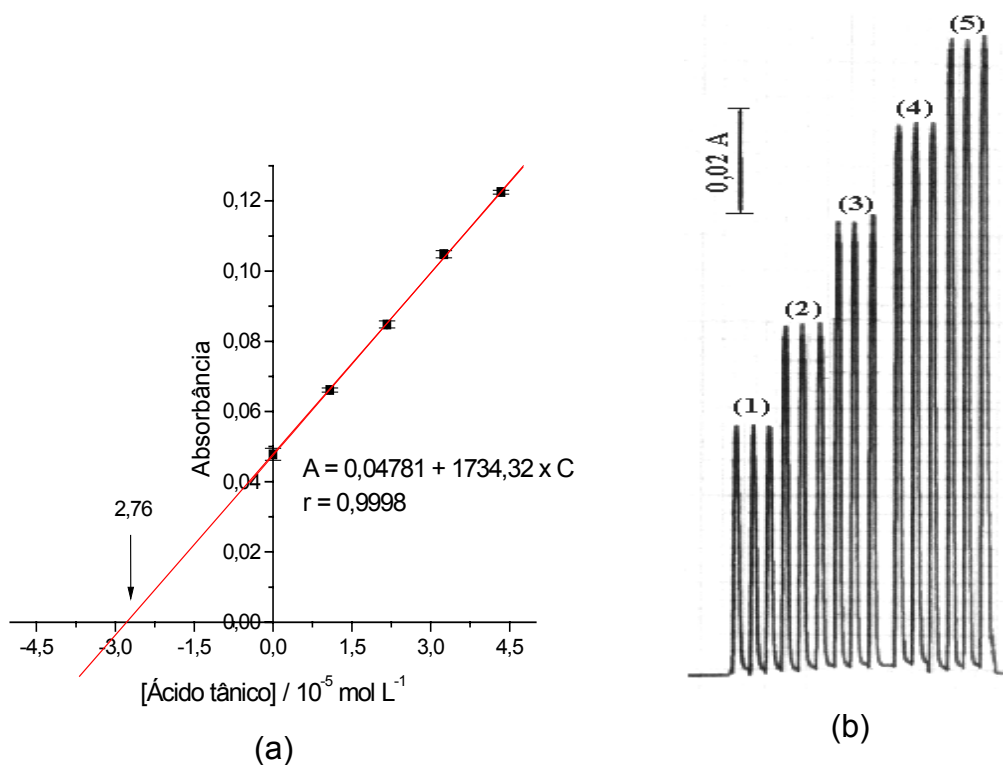 0,12
0,10
0,08
0,06
0,04
0,02
0,00
Absorbância
A = 0,04781 + 1734,32 x C
r = 0,9998
2,76
-4,5 -3,0 -1,5 0,0 1,5 3,0 4,5
[Ácido tânico] / 10⁻⁵ mol L⁻¹
(a)
0,02 A
(1)
(2)
(3)
(4)
(5)
(b)